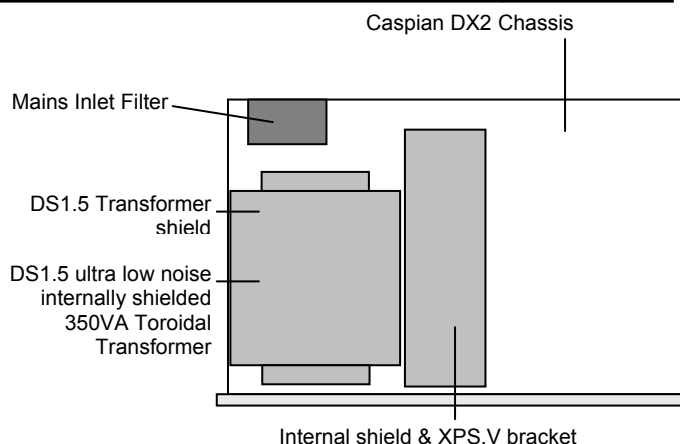 Caspian DX2 Chassis
Mains Inlet Filter
DS1.5 Transformer
shield
DS1.5 ultra low noise
internally shielded
350VA Toroidal
Transformer
Internal shield & XPS.V bracket